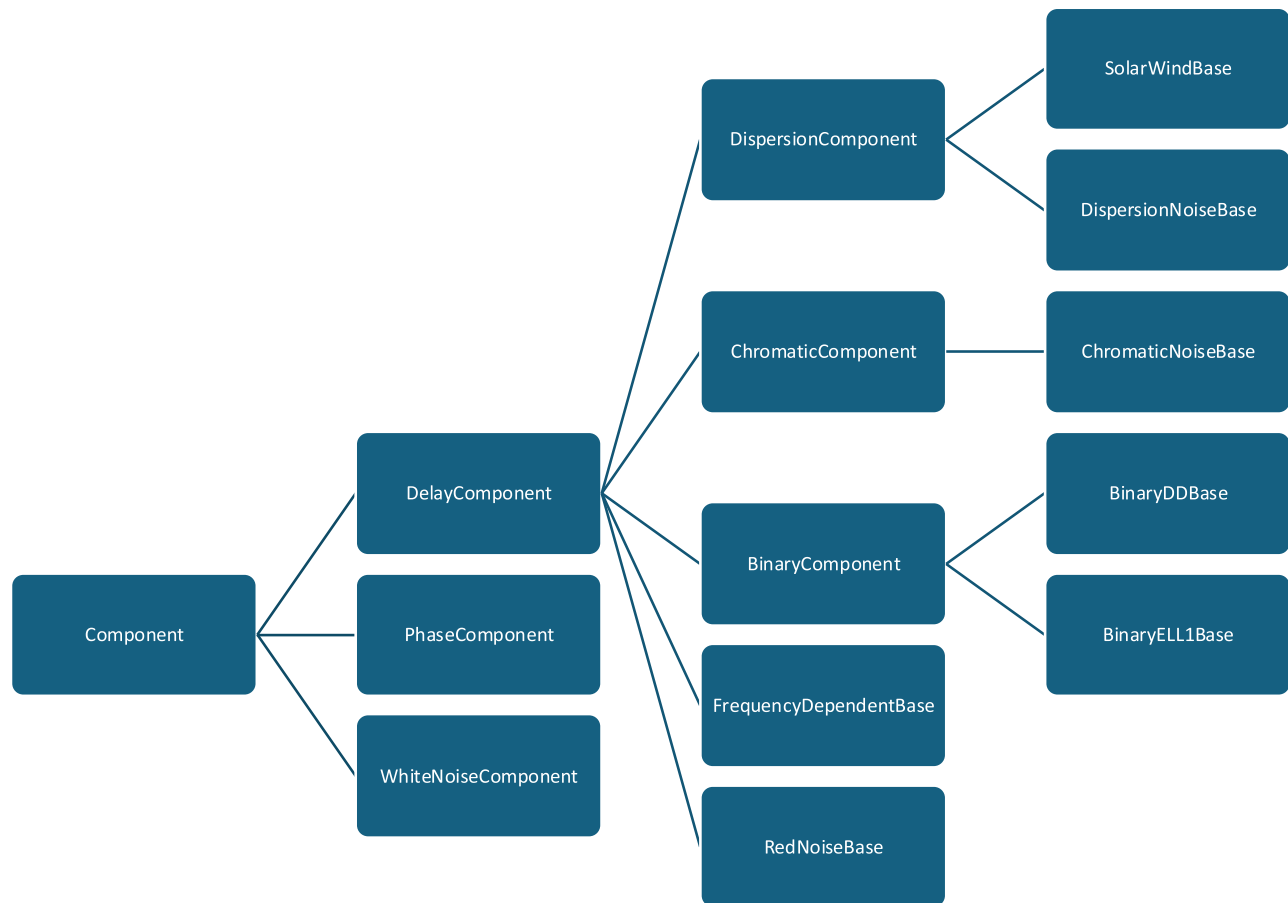 SolarWindBase
DispersionComponent
DispersionNoiseBase
ChromaticComponent
ChromaticNoiseBase
DelayComponent
BinaryDDBase
BinaryComponent
Component
PhaseComponent
BinaryELL1Base
FrequencyDependentBase
WhiteNoiseComponent
RedNoiseBase